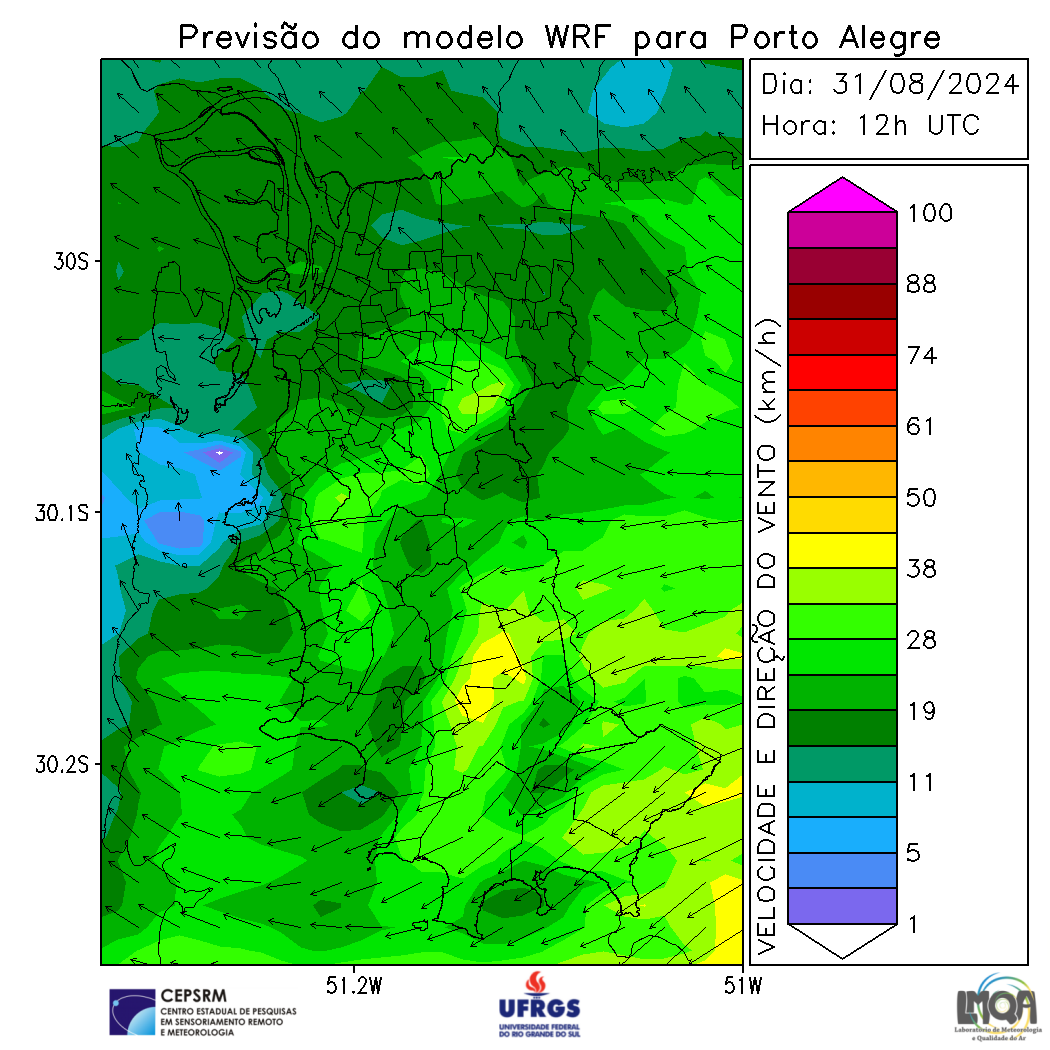 Previsão do modelo WRF para Porto Alegre
Dia: 31/08/2024
Hora: 12h UTC
30S
30.1S
30.2S
51.2W
51W
VELOCIDADE E DIREÇÃO DO VENTO (km/h)
100
88
74
61
50
38
28
19
11
5
1
CEPSRM
CENTRO ESTADUAL DE PESQUISAS
EM SENSORIAMENTO REMOTO
E METEOROLOGIA
UFRGS
UNIVERSIDADE FEDERAL
DO RIO GRANDE DO SUL
LMQA
Laboratório de Meteorologia
e Qualidade do Ar